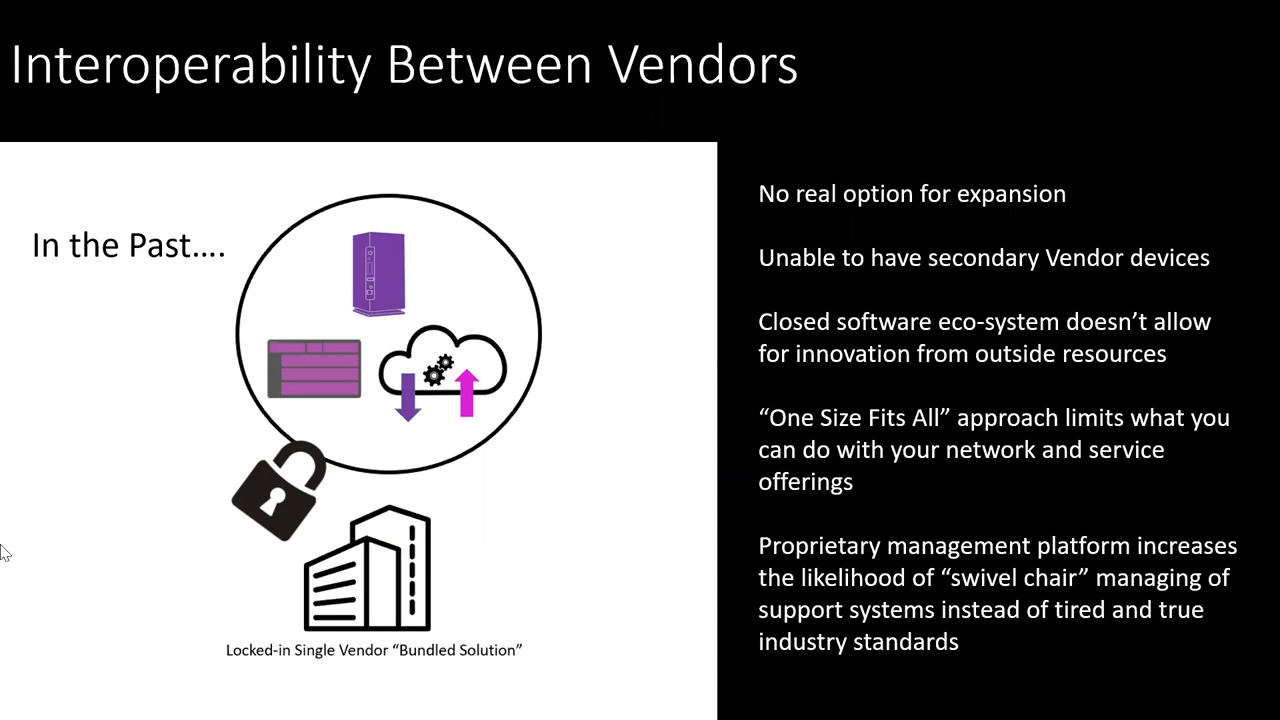 Interoperability Between Vendors
In the Past....
Locked-in Single Vendor “Bundled Solution”
No real option for expansion
Unable to have secondary Vendor devices
Closed software eco-system doesn’t allow
for innovation from outside resources
“One Size Fits All” approach limits what you
can do with your network and service
offerings
Proprietary management platform increases
the likelihood of “swivel chair” managing of
support systems instead of tired and true
industry standards